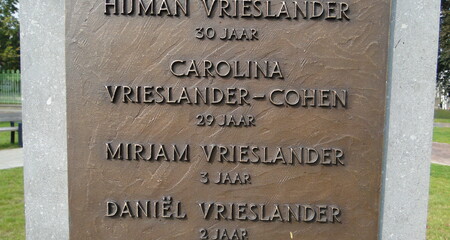 HIJMAN VRIESLANDER
30 JAAR
CAROLINA
VRIESLANDER-COHEN
29 JAAR
MIRJAM VRIESLANDER
3 JAAR
DANIËL VRIESLANDER
2 JAAR